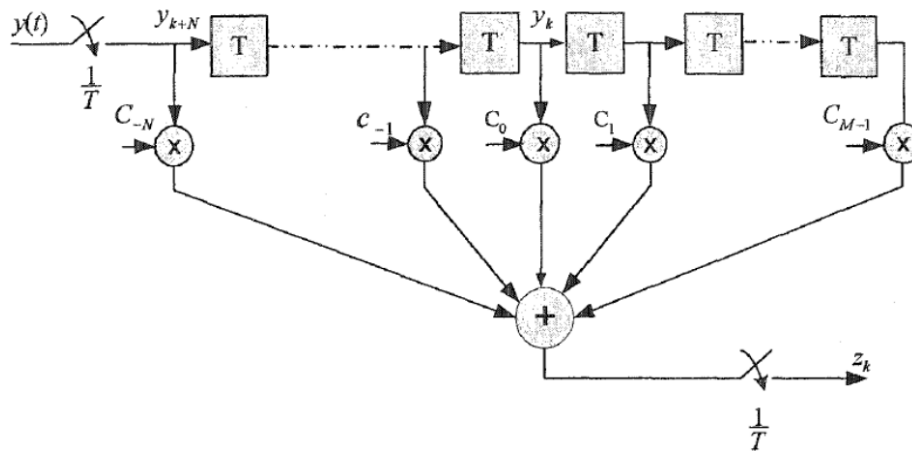 y(t)
y_{k+N}
T
T
y_k
T
T
T
1/T
C_{-N}
c_{-1}
C_0
C_1
C_{M-1}
x
x
x
x
x
+
z_k
1/T